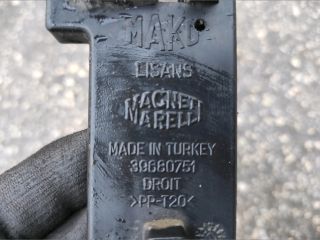 MAKO
LISANS
MAGNETI
MARELLI
MADE IN TURKEY
39680751
DROIT
>PP-T20<